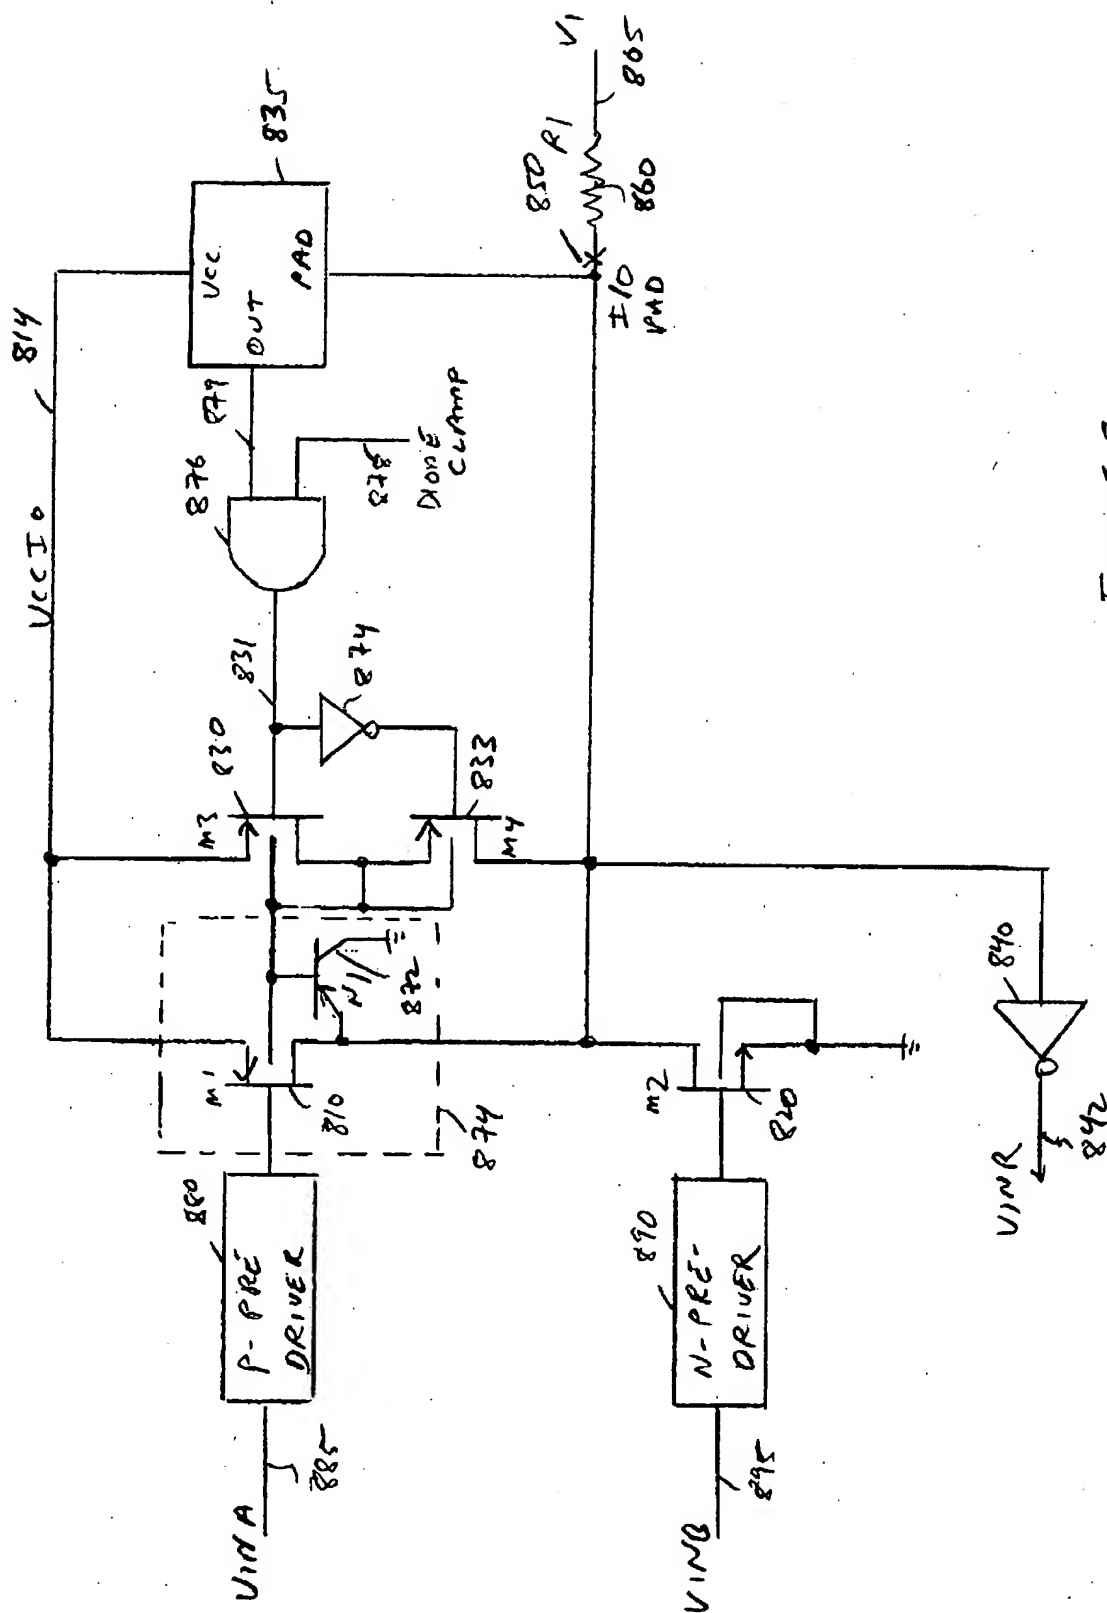 VCCIO
814
835
VCC
OUT
PAD
879
876
878
DIODE
CLAMP
831
830
M3
874
833
M4
850
R1
V1
865
860
I/O
PAD
M1
810
N1
872
874
880
P-PRE
DRIVER
VINA
885
M2
820
890
N-PRE-
DRIVER
VINB
895
840
VINR
842